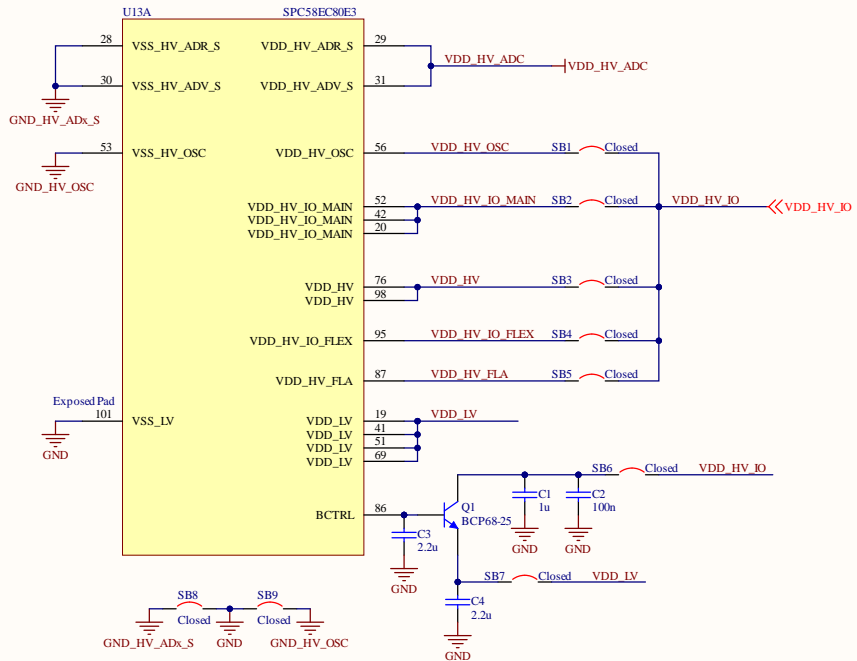 U13A SPC58EC80E3
28 VSS_HV_ADR_S VDD_HV_ADR_S 29
VDD_HV_ADC VDD_HV_ADC
30 VSS_HV_ADV_S VDD_HV_ADV_S 31
GND_HV_ADx_S
53 VSS_HV_OSC VDD_HV_OSC 56 VDD_HV_OSC SB1 Closed
GND_HV_OSC
VDD_HV_IO_MAIN 52 VDD_HV_IO_MAIN SB2 Closed VDD_HV_IO VDD_HV_IO
VDD_HV_IO_MAIN 42
VDD_HV_IO_MAIN 20
VDD_HV 76 VDD_HV SB3 Closed
VDD_HV 98
VDD_HV_IO_FLEX 95 VDD_HV_IO_FLEX SB4 Closed
VDD_HV_FLA 87 VDD_HV_FLA SB5 Closed
Exposed Pad
101 VSS_LV VDD_LV 19 VDD_LV
VDD_LV 41
GND VDD_LV 51
VDD_LV 69
SB6 Closed VDD_HV_IO
BCTRL 86 Q1 C1 C2
BCP68-25 1u 100n
C3
2.2u
GND GND
GND
SB7 Closed VDD_LV
C4
2.2u
GND
SB8 SB9
Closed Closed
GND_HV_ADx_S GND GND_HV_OSC